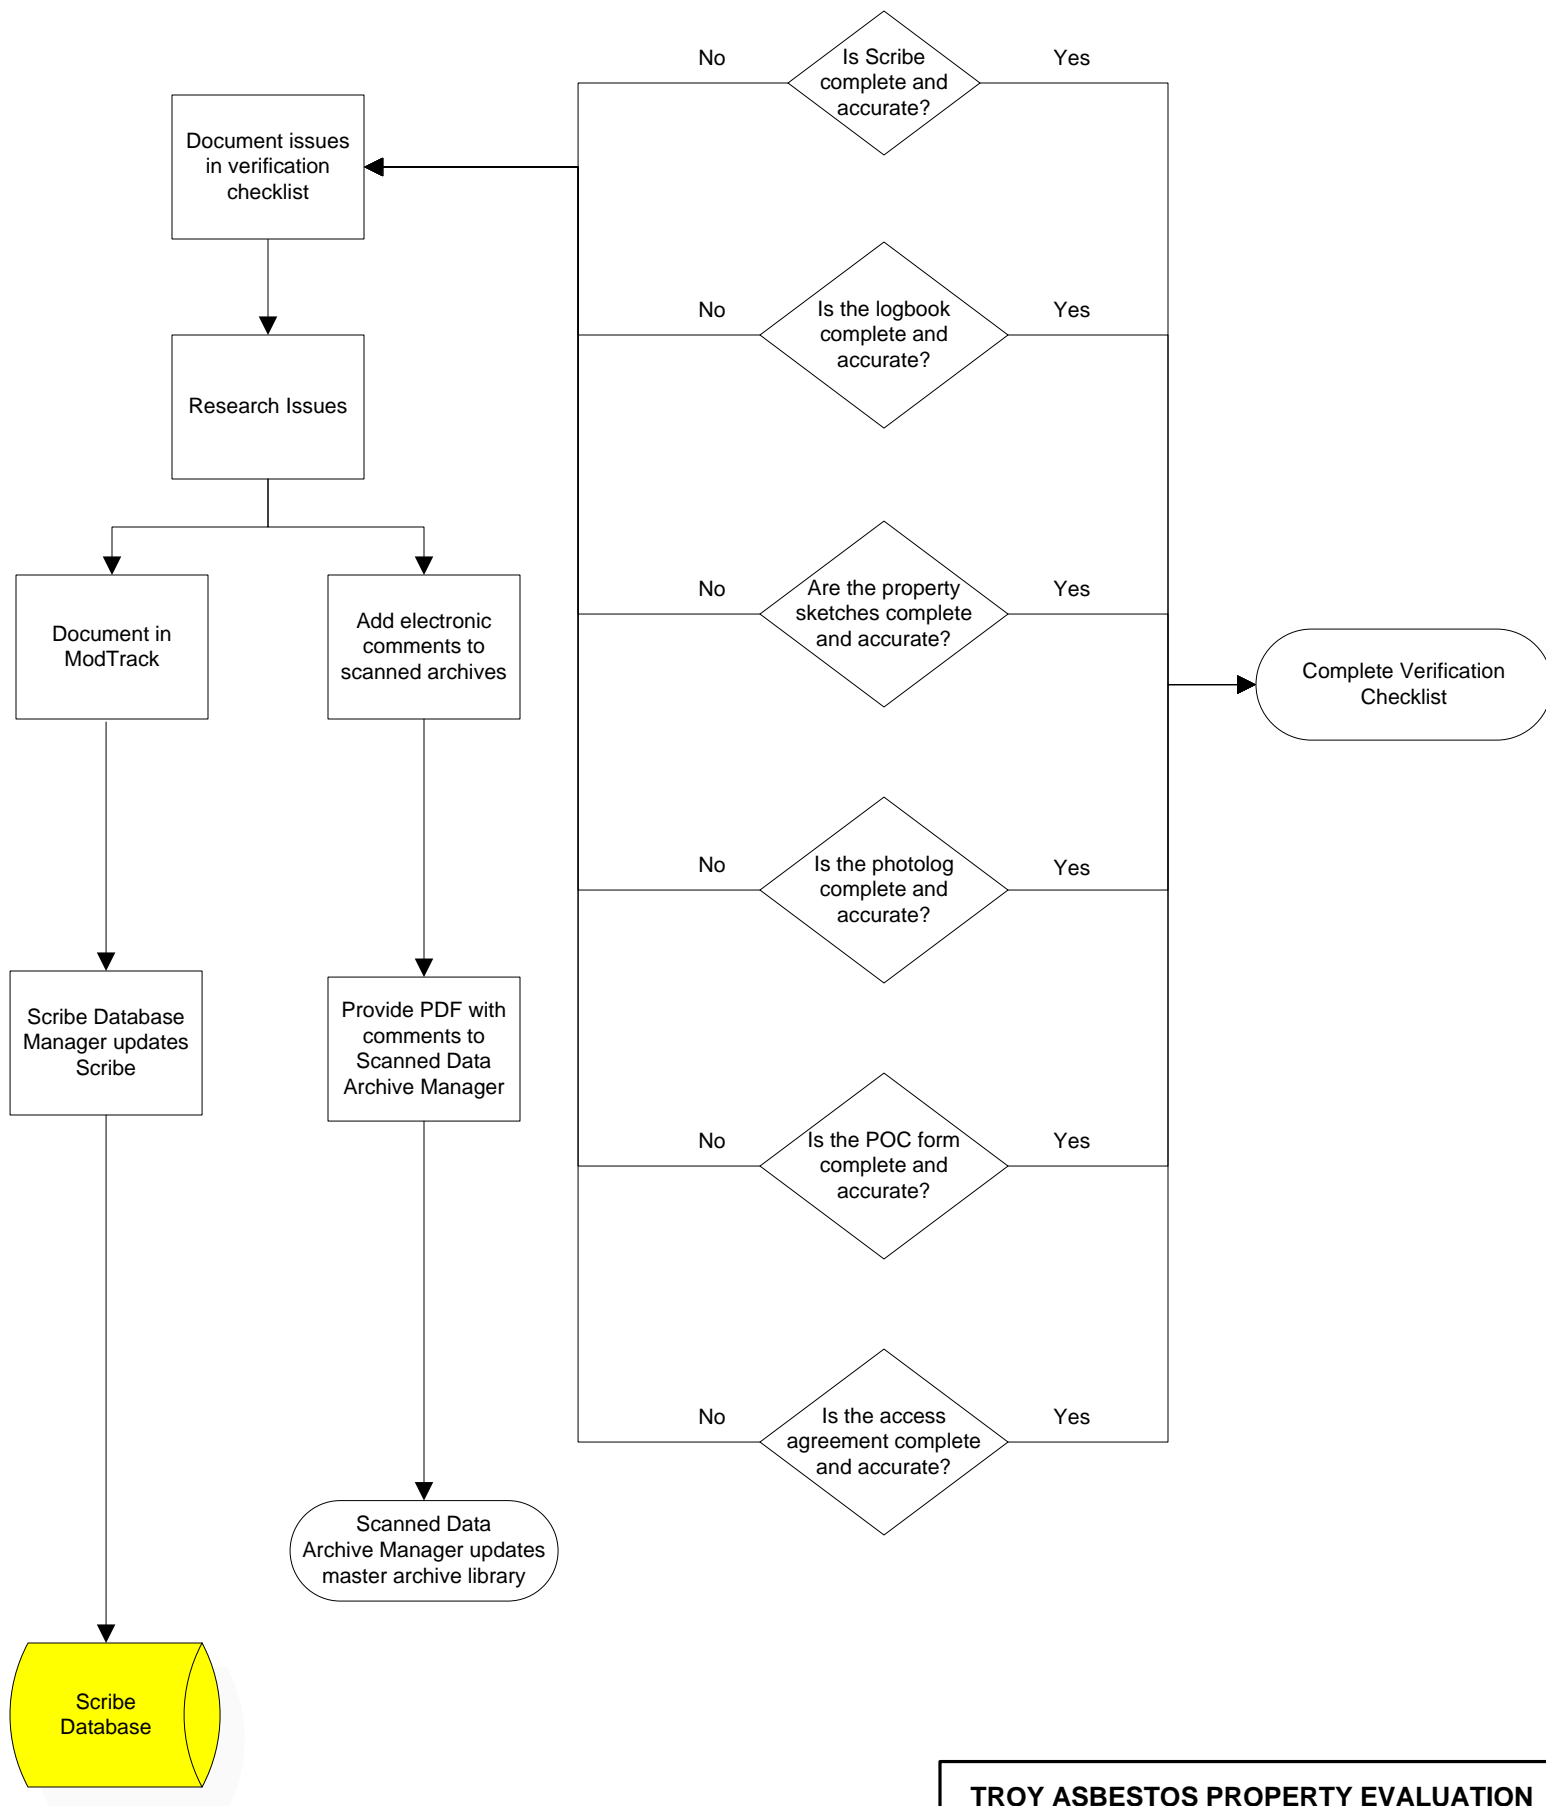 No
Is Scribe
complete and
accurate?
Yes
Document issues
in verification
checklist
No
Is the logbook
complete and
accurate?
Yes
Research Issues
No
Are the property
sketches complete
and accurate?
Yes
Document in
ModTrack
Add electronic
comments to
scanned archives
Complete Verification
Checklist
No
Is the photolog
complete and
accurate?
Yes
Scribe Database
Manager updates
Scribe
Provide PDF with
comments to
Scanned Data
Archive Manager
No
Is the POC form
complete and
accurate?
Yes
No
Is the access
agreement complete
and accurate?
Yes
Scanned Data
Archive Manager updates
master archive library
Scribe
Database
TROY ASBESTOS PROPERTY EVALUATION